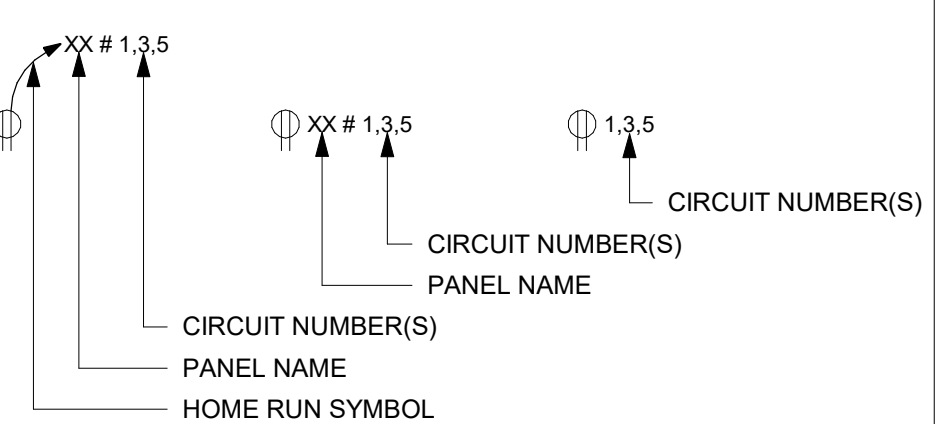 XX # 1,3,5
XX # 1,3,5
1,3,5
CIRCUIT NUMBER(S)
CIRCUIT NUMBER(S)
PANEL NAME
CIRCUIT NUMBER(S)
PANEL NAME
HOME RUN SYMBOL